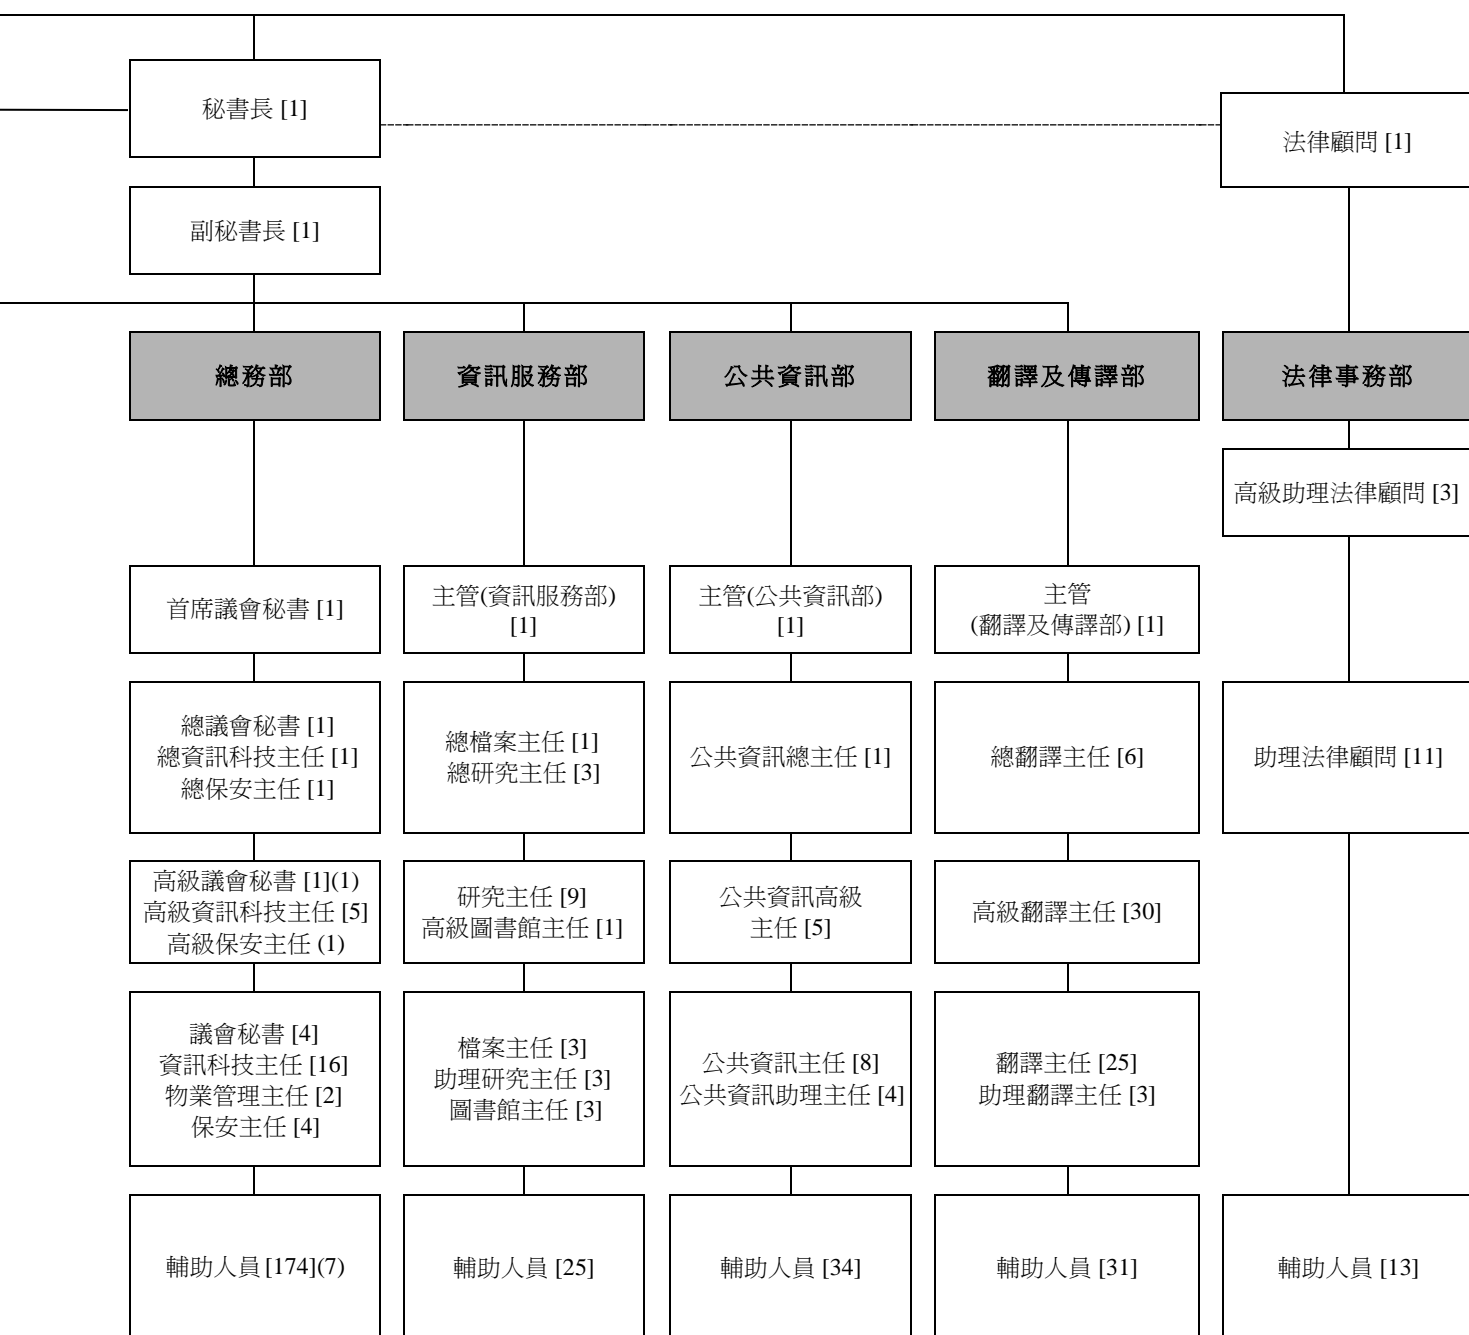 秘書長 [1]
法律顧問 [1]
副秘書長 [1]
總務部
資訊服務部
公共資訊部
翻譯及傳譯部
法律事務部
高級助理法律顧問 [3]
首席議會秘書 [1]
主管(資訊服務部)
[1]
主管(公共資訊部)
[1]
主管
(翻譯及傳譯部) [1]
總議會秘書 [1]
總資訊科技主任 [1]
總保安主任 [1]
總檔案主任 [1]
總研究主任 [3]
公共資訊總主任 [1]
總翻譯主任 [6]
助理法律顧問 [11]
高級議會秘書 [1](1)
高級資訊科技主任 [5]
高級保安主任 (1)
研究主任 [9]
高級圖書館主任 [1]
公共資訊高級
主任 [5]
高級翻譯主任 [30]
議會秘書 [4]
資訊科技主任 [16]
物業管理主任 [2]
保安主任 [4]
檔案主任 [3]
助理研究主任 [3]
圖書館主任 [3]
公共資訊主任 [8]
公共資訊助理主任 [4]
翻譯主任 [25]
助理翻譯主任 [3]
輔助人員 [174](7)
輔助人員 [25]
輔助人員 [34]
輔助人員 [31]
輔助人員 [13]